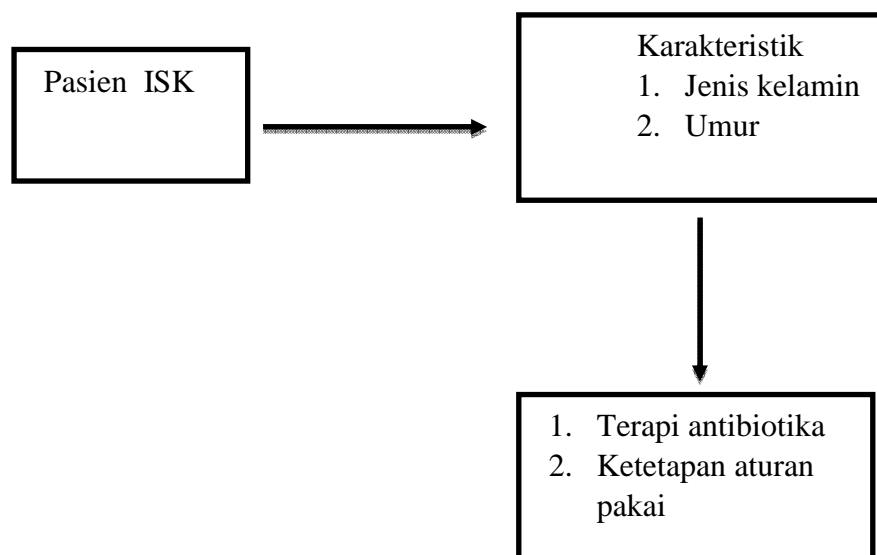 Pasien ISK
Karakteristik
1. Jenis kelamin
2. Umur
1. Terapi antibiotika
2. Ketetapan aturan
pakai